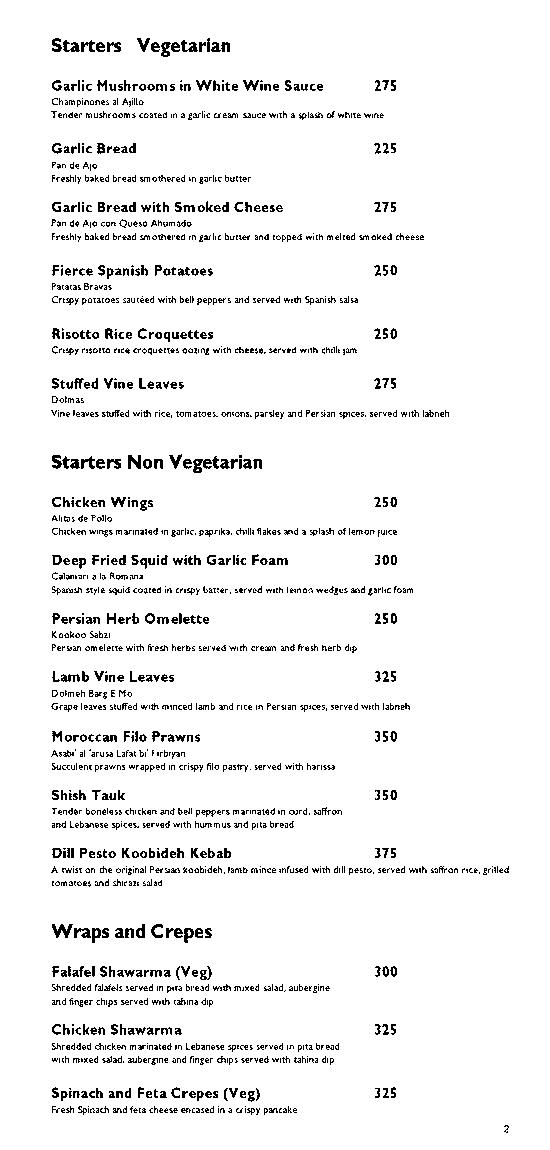 Starters Vegetarian
Garlic Mushrooms in White Wine Sauce 275
Champinones al Ajillo
Tender mushrooms coated in a garlic cream sauce with a splash of white wine
Garlic Bread 225
Pan de Ajo
Freshly baked bread smothered in garlic butter
Garlic Bread with Smoked Cheese 275
Pan de Ajo con Queso Ahumado
Freshly baked bread smothered in garlic butter and topped with melted smoked cheese
Fierce Spanish Potatoes 250
Patatas Bravas
Crispy potatoes sautéed with bell peppers and served with Spanish salsa
Risotto Rice Croquettes 250
Crispy risotto rice croquettes oozing with cheese, served with chilli jam
Stuffed Vine Leaves 275
Dolmas
Vine leaves stuffed with rice, tomatoes, onions, parsley and Persian spices, served with labneh
Starters Non Vegetarian
Chicken Wings 250
Alitas de Pollo
Chicken wings marinated in garlic, paprika, chilli flakes and a splash of lemon juice
Deep Fried Squid with Garlic Foam 300
Calamari a la Romana
Spanish style squid coated in crispy batter, served with lemon wedges and garlic foam
Persian Herb Omelette 250
Kookoo Sabzi
Persian omelette with fresh herbs served with cream and fresh herb dip
Lamb Vine Leaves 325
Dolmeh Barg E Mo
Grape leaves stuffed with minced lamb and rice in Persian spices, served with labneh
Moroccan Filo Prawns 350
Asabi' al 'arusa Lafat bi' l'irbiyan
Succulent prawns wrapped in crispy filo pastry, served with harissa
Shish Tauk 350
Tender boneless chicken and bell peppers marinated in curd, saffron
and Lebanese spices, served with hummus and pita bread
Dill Pesto Koobideh Kebab 375
A twist on the original Persian koobideh, lamb mince infused with dill pesto, served with saffron rice, grilled
tomatoes and shirazi salad
Wraps and Crepes
Falafel Shawarma (Veg) 300
Shredded falafels served in pita bread with mixed salad, aubergine
and finger chips served with tahina dip
Chicken Shawarma 325
Shredded chicken marinated in Lebanese spices served in pita bread
with mixed salad, aubergine and finger chips served with tahina dip
Spinach and Feta Crepes (Veg) 325
Fresh Spinach and feta cheese encased in a crispy pancake
2